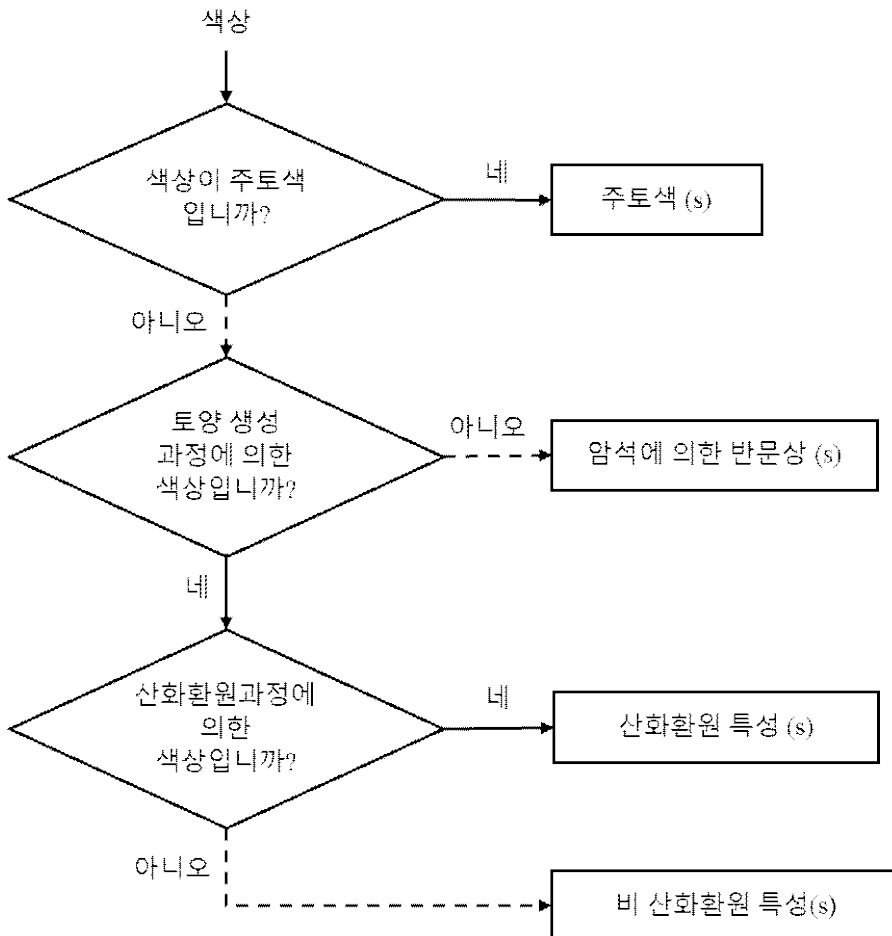 색상
색상이 주토색
입니까?
네
주토색 (s)
아니오
토양 생성
과정에 의한
색상입니까?
아니오
암석에 의한 반문상 (s)
네
산화환원과정에
의한
색상입니까?
네
산화환원 특성 (s)
아니오
비 산화환원 특성(s)